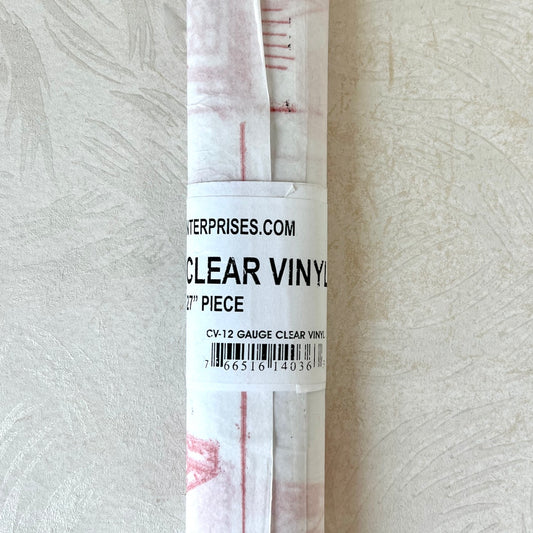 NTERPRISES.COM
CLEAR VINYL
27" PIECE
CV-12 GAUGE CLEAR VINYL
7 66516 14036